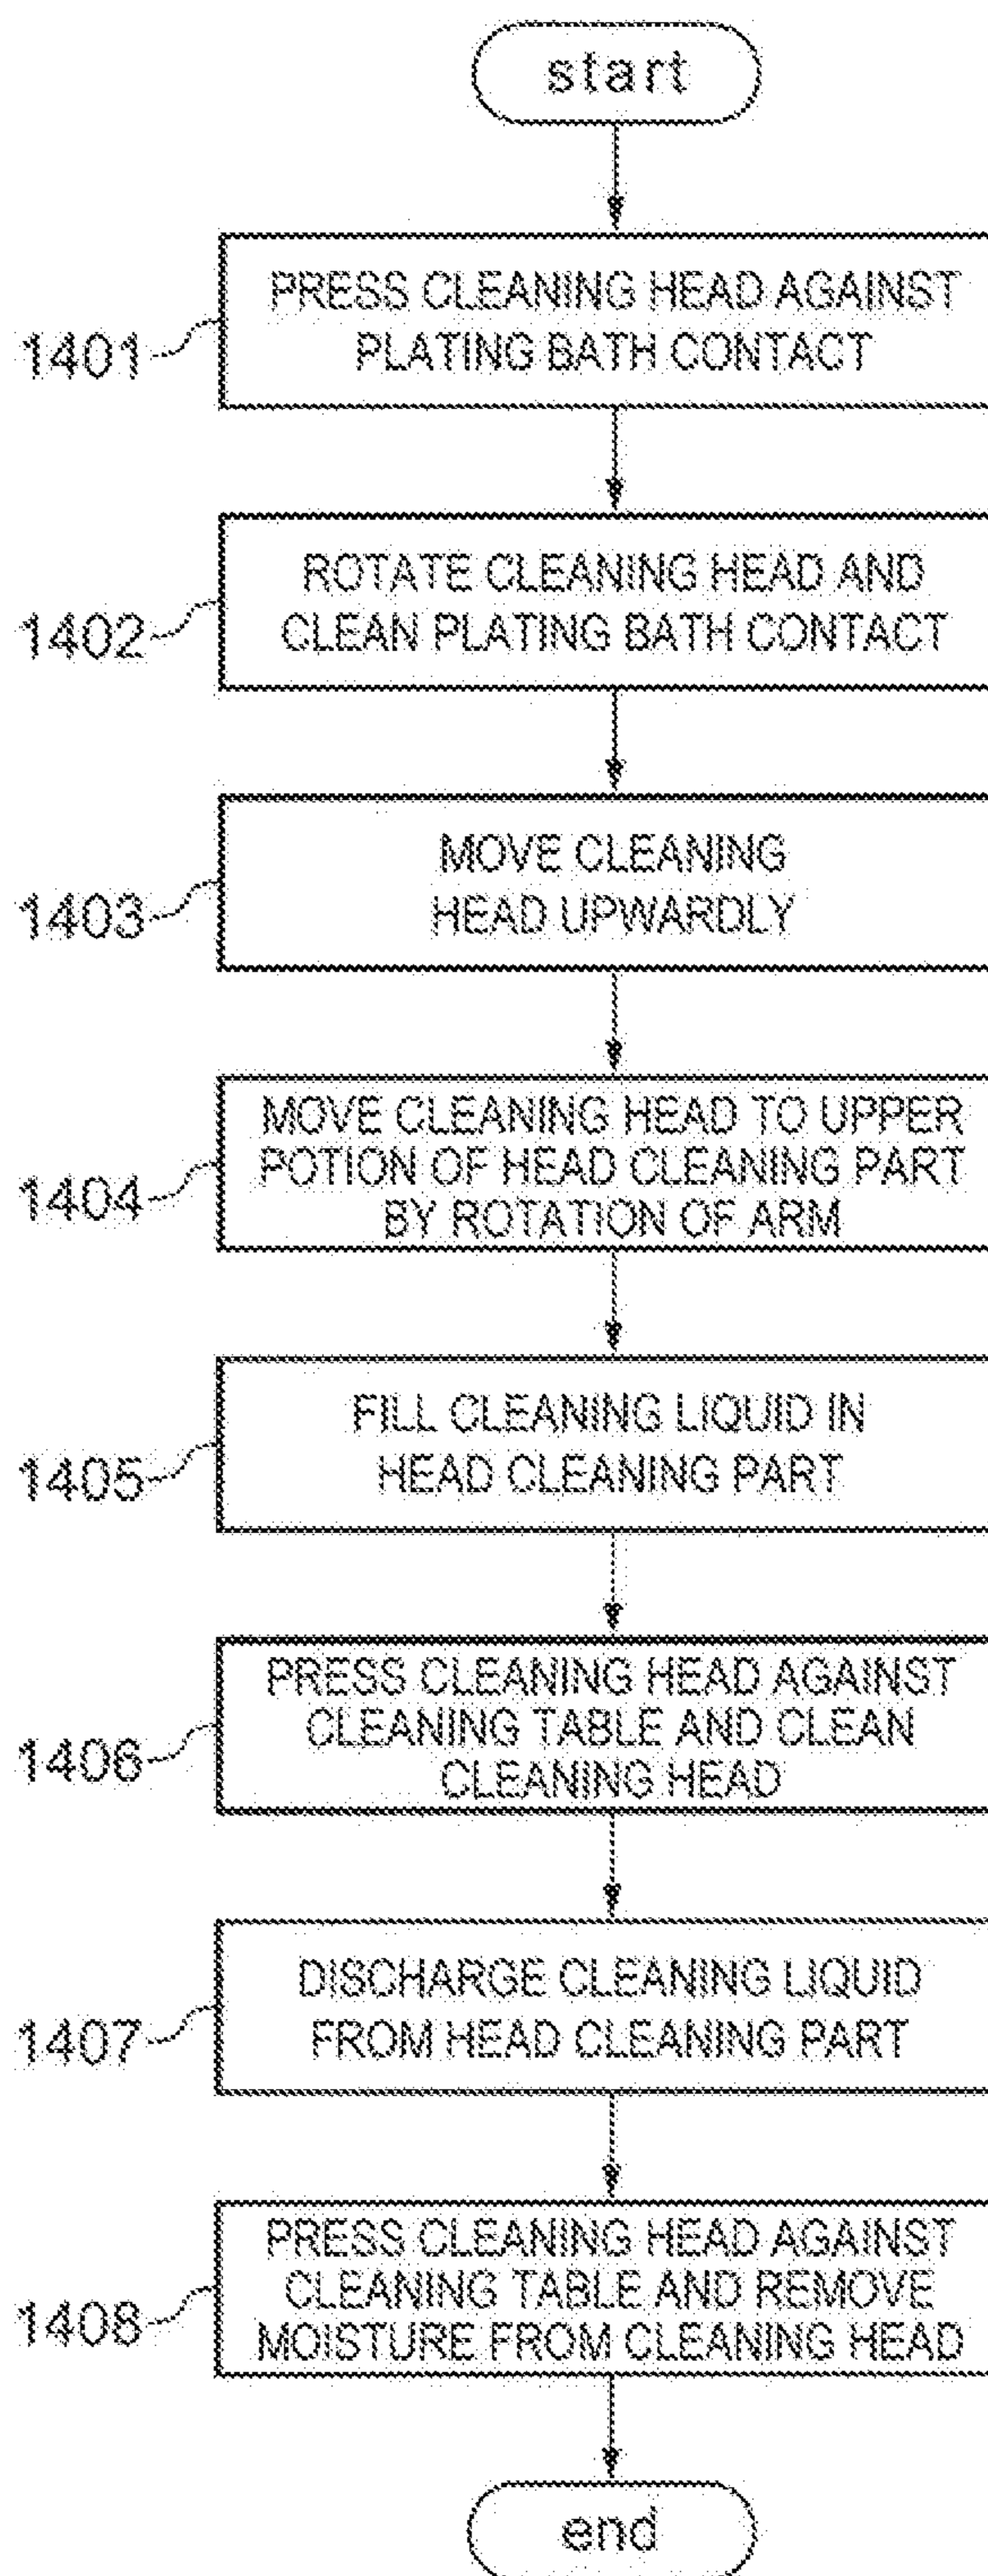 start
1401
PRESS CLEANING HEAD AGAINST
PLATING BATH CONTACT
1402
ROTATE CLEANING HEAD AND
CLEAN PLATING BATH CONTACT
1403
MOVE CLEANING
HEAD UPWARDLY
1404
MOVE CLEANING HEAD TO UPPER
POTION OF HEAD CLEANING PART
BY ROTATION OF ARM
1405
FILL CLEANING LIQUID IN
HEAD CLEANING PART
1406
PRESS CLEANING HEAD AGAINST
CLEANING TABLE AND CLEAN
CLEANING HEAD
1407
DISCHARGE CLEANING LIQUID
FROM HEAD CLEANING PART
1408
PRESS CLEANING HEAD AGAINST
CLEANING TABLE AND REMOVE
MOISTURE FROM CLEANING HEAD
end